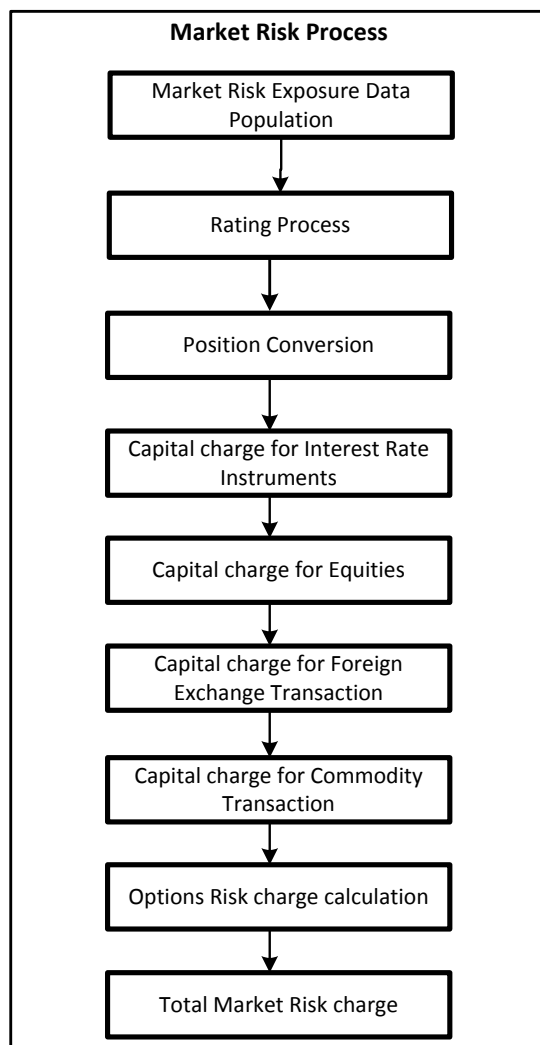 Market Risk Process
Market Risk Exposure Data
Population
Rating Process
Position Conversion
Capital charge for Interest Rate
Instruments
Capital charge for Equities
Capital charge for Foreign
Exchange Transaction
Capital charge for Commodity
Transaction
Options Risk charge calculation
Total Market Risk charge